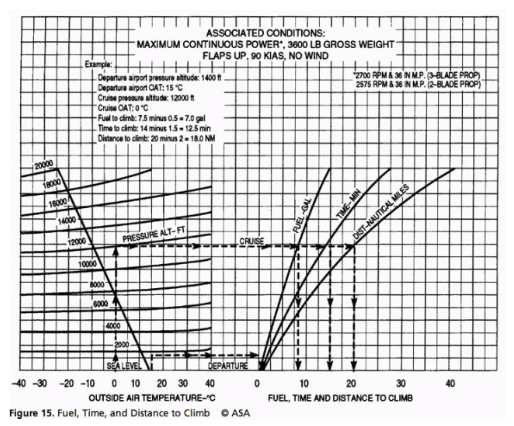 ASSOCIATED CONDITIONS:
MAXIMUM CONTINUOUS POWER*, 3600 LB GROSS WEIGHT
FLAPS UP, 90 KIAS, NO WIND
Example:
Departure airport pressure altitude: 1400 ft
Departure airport OAT: 15 °C
Cruise pressure altitude: 12000 ft
Cruise OAT: 0 °C
Fuel to climb: 7.5 minus 0.5 = 7.0 gal
Time to climb: 14 minus 1.5 = 12.5 min
Distance to climb: 20 minus 2 = 18.0 NM
*2700 RPM & 36 IN M.P. (3-BLADE PROP)
2575 RPM & 36 IN M.P. (2-BLADE PROP)
20000
18000
16000
14000
12000
10000
8000
6000
4000
2000
SEA LEVEL
PRESSURE ALT-FT
CRUISE
DEPARTURE
FUEL-GAL
TIME-MIN
DIST-NAUTICAL MILES
-40 -30 -20 -10 0 10 20 30 40 0 10 20 30 40
OUTSIDE AIR TEMPERATURE-°C FUEL, TIME AND DISTANCE TO CLIMB
Figure 15. Fuel, Time, and Distance to Climb © ASA